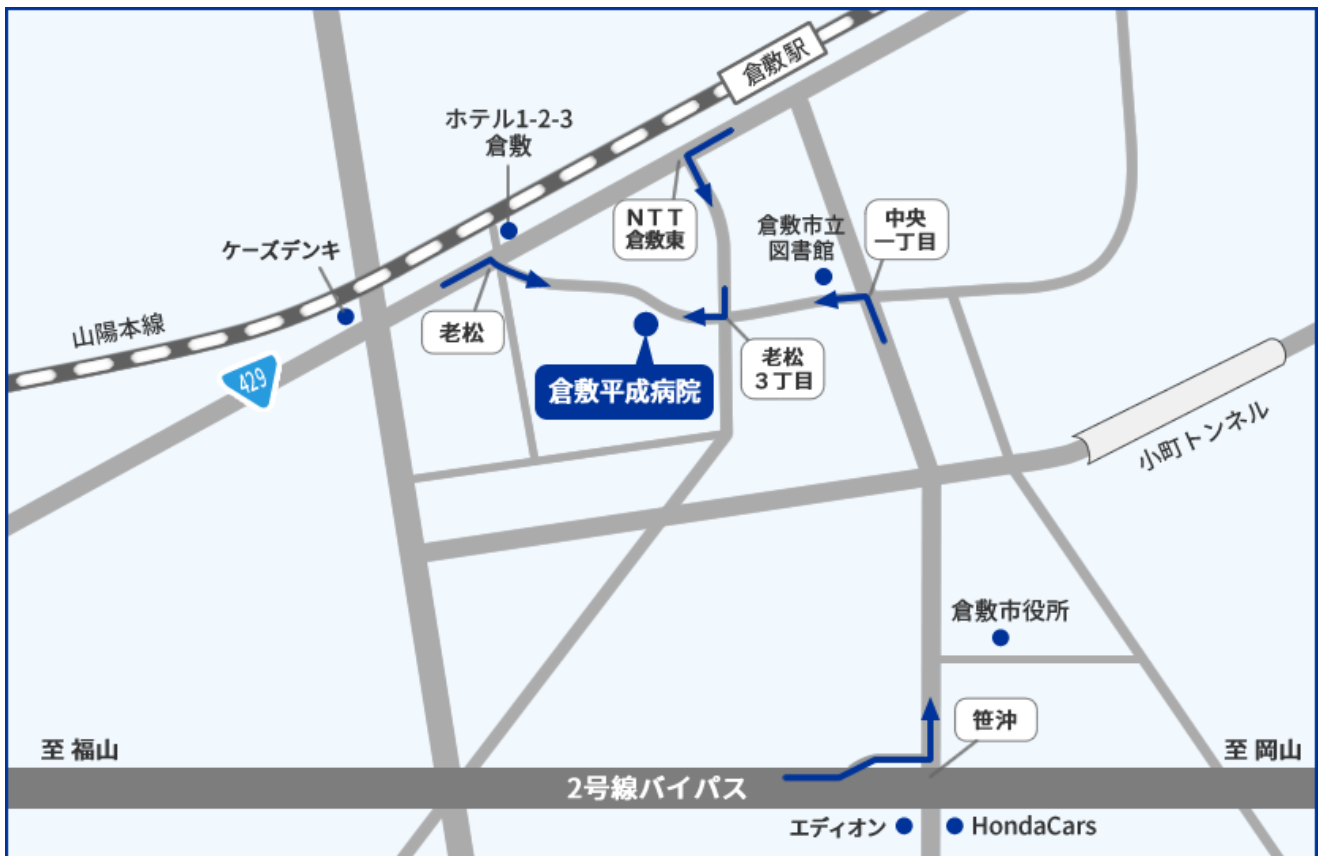 倉敷駅
ホテル1-2-3
倉敷
ＮＴＴ
倉敷東
倉敷市立
図書館
中央
一丁目
ケーズデンキ
山陽本線
老松
429
老松
３丁目
倉敷平成病院
小町トンネル
倉敷市役所
笹沖
至 福山
至 岡山
2号線バイパス
エディオン
HondaCars